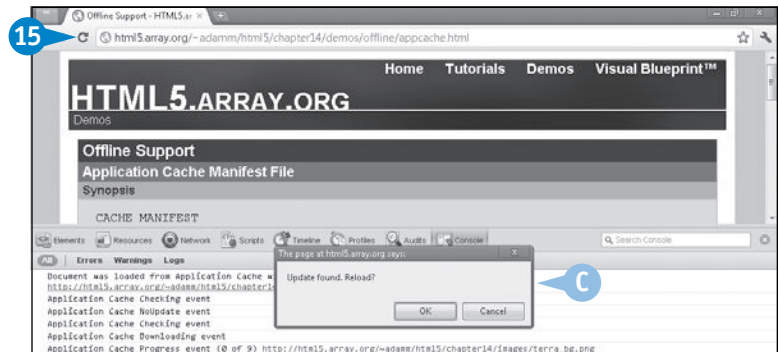 Offline Support - HTML5.ar
15
html5.array.org/~adamm/html5/chapter14/demos/offline/appcache.html
Home Tutorials Demos Visual Blueprint™
HTML5.ARRAY.ORG
Demos
Offline Support
Application Cache Manifest File
Synopsis
CACHE MANIFEST
Elements Resources Network Scripts Timeline Profiles Audits Console Search Console
All Errors Warnings Logs
The page at html5.array.org says:
Document was loaded from Application Cache w
http://html5.array.org/~adamm/html5/chapter1
Update found. Reload?
C
Application Cache Checking event
Application Cache NoUpdate event
OK Cancel
Application Cache Checking event
Application Cache Downloading event
Application Cache Progress event (0 of 9) http://html5.array.org/~adamm/html5/chapter14/images/terra_bg.png